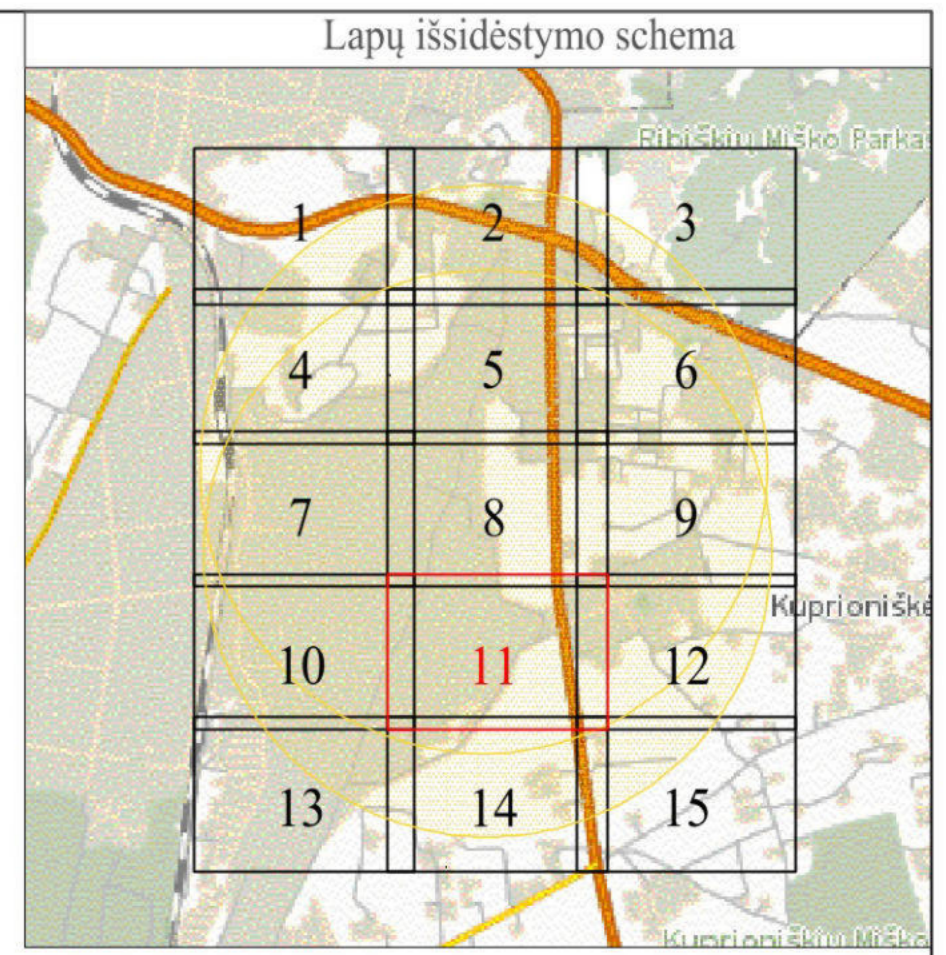 Lapų išsidėstymo schema
Ribiškių Miško Parkas
1 2 3
4 5 6
7 8 9
Kuprioniškė
10 11 12
13 14 15
Kuprioniškių Miško